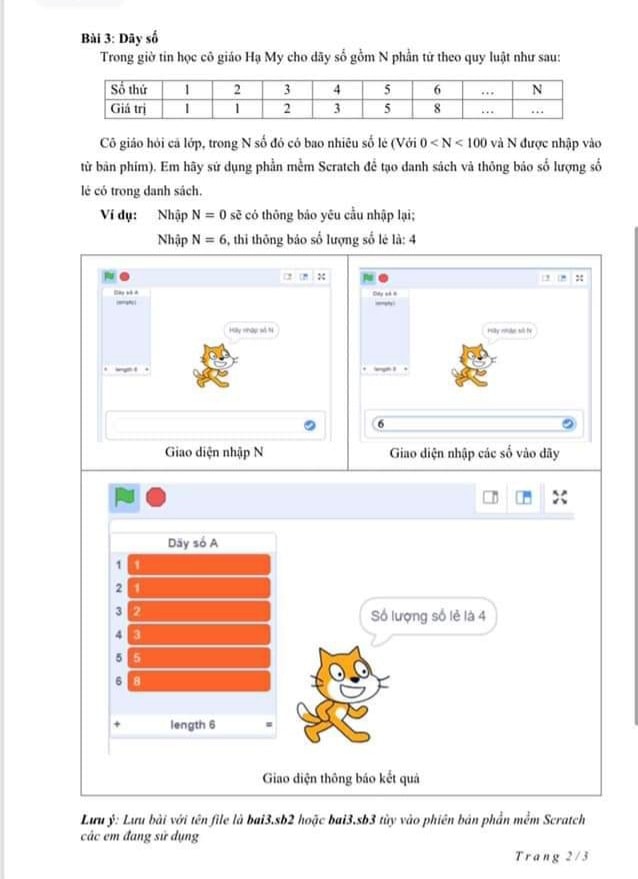 Bài 3: Dãy số
Trong giờ tin học cô giáo Hạ My cho dãy số gồm N phần tử theo quy luật như sau:
Số thứ 1 2 3 4 5 6 ... N
Giá trị 1 1 2 3 5 8 ... ...
Cô giáo hỏi cả lớp, trong N số đó có bao nhiêu số lẻ (Với 0 < N < 100 và N được nhập vào
từ bàn phím). Em hãy sử dụng phần mềm Scratch để tạo danh sách và thông báo số lượng số
lẻ có trong danh sách.
Ví dụ: Nhập N = 0 sẽ có thông báo yêu cầu nhập lại;
Nhập N = 6, thì thông báo số lượng số lẻ là: 4
Dãy số A
(empty)
Hãy nhập số N
+ length 0 =
Dãy số A
(empty)
Hãy nhập số N
+ length 0 =
6
Giao diện nhập N
Giao diện nhập các số vào dãy
Dãy số A
1 1
2 1
3 2
4 3
5 5
6 8
+ length 6 =
Số lượng số lẻ là 4
Giao diện thông báo kết quả
Lưu ý: Lưu bài với tên file là bai3.sb2 hoặc bai3.sb3 tùy vào phiên bản phần mềm Scratch
các em đang sử dụng
Trang 2/3